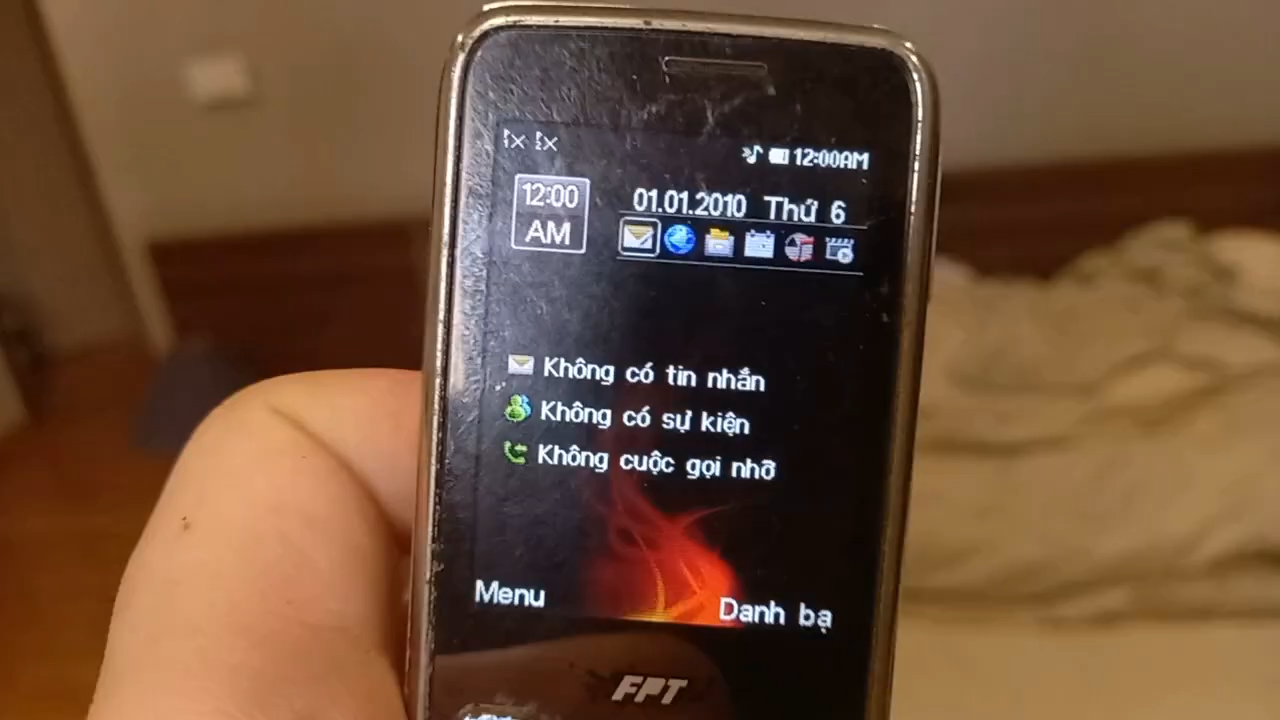 12:00AM
12:00
AM
01.01.2010 Thứ 6
Không có tin nhắn
Không có sự kiện
Không cuộc gọi nhỡ
Menu
Danh bạ
FPT